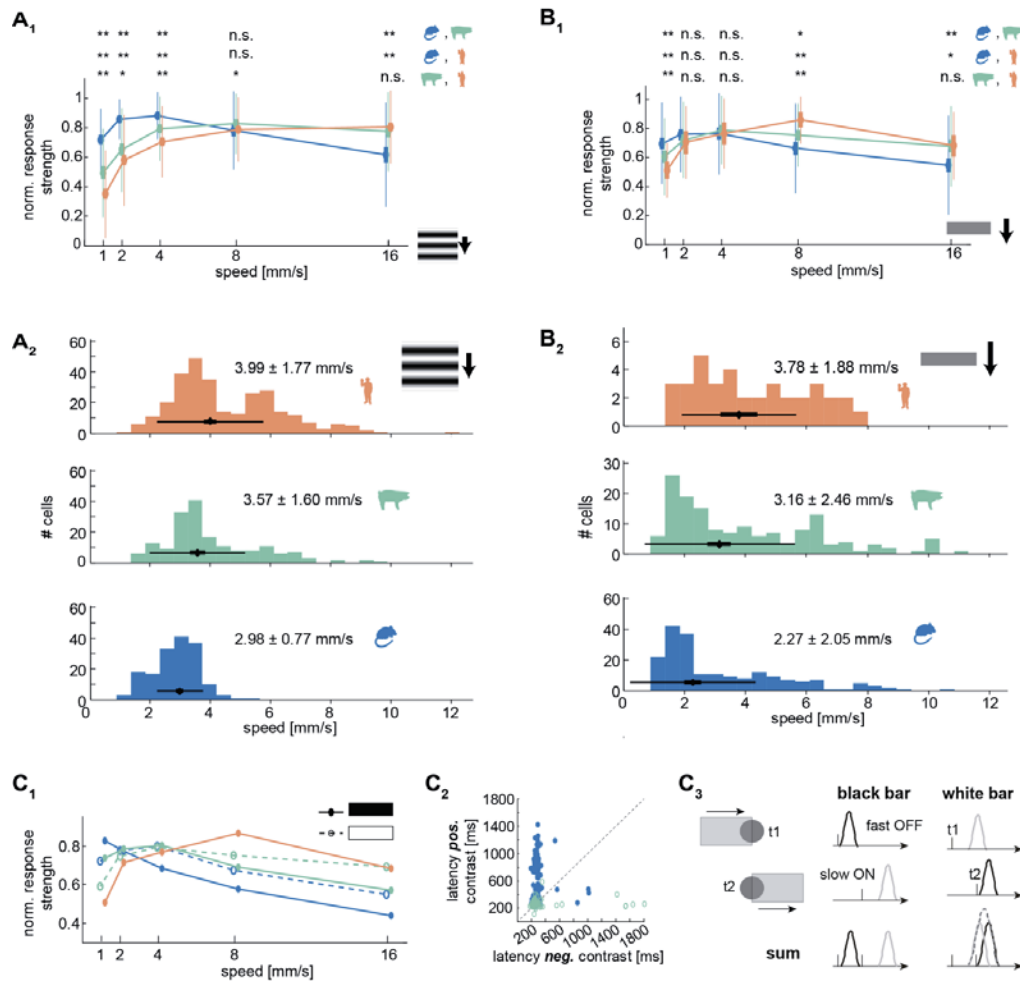 A1
** ** ** n.s. **
** ** ** n.s. **
** * ** * n.s.
, 
, 
, 
norm. response
strength
1
0.8
0.6
0.4
0.2
0
1 2 4 8 16
speed [mm/s]
B1
** n.s. n.s. * **
** n.s. n.s. ** *
** n.s. n.s. ** n.s.
, 
, 
, 
norm. response
strength
1
0.8
0.6
0.4
0.2
0
1 2 4 8 16
speed [mm/s]
A2
60
40
20
0
3.99 ± 1.77 mm/s
60
40
20
0
# cells
3.57 ± 1.60 mm/s
60
40
20
0
2.98 ± 0.77 mm/s
0 2 4 6 8 10 12
speed [mm/s]
B2
6
4
2
0
3.78 ± 1.88 mm/s
30
20
10
0
# cells
3.16 ± 2.46 mm/s
60
40
20
0
2.27 ± 2.05 mm/s
0 2 4 6 8 10 12
speed [mm/s]
C1
norm. response
strength
0.8
0.6
0.4
1 2 4 8 16
speed [mm/s]
C2
latency pos.
contrast [ms]
1800
1400
1000
600
200
200 600 1000 1400 1800
latency neg. contrast [ms]
C3
black bar white bar
t1 fast OFF t1
t2 slow ON t2
sum